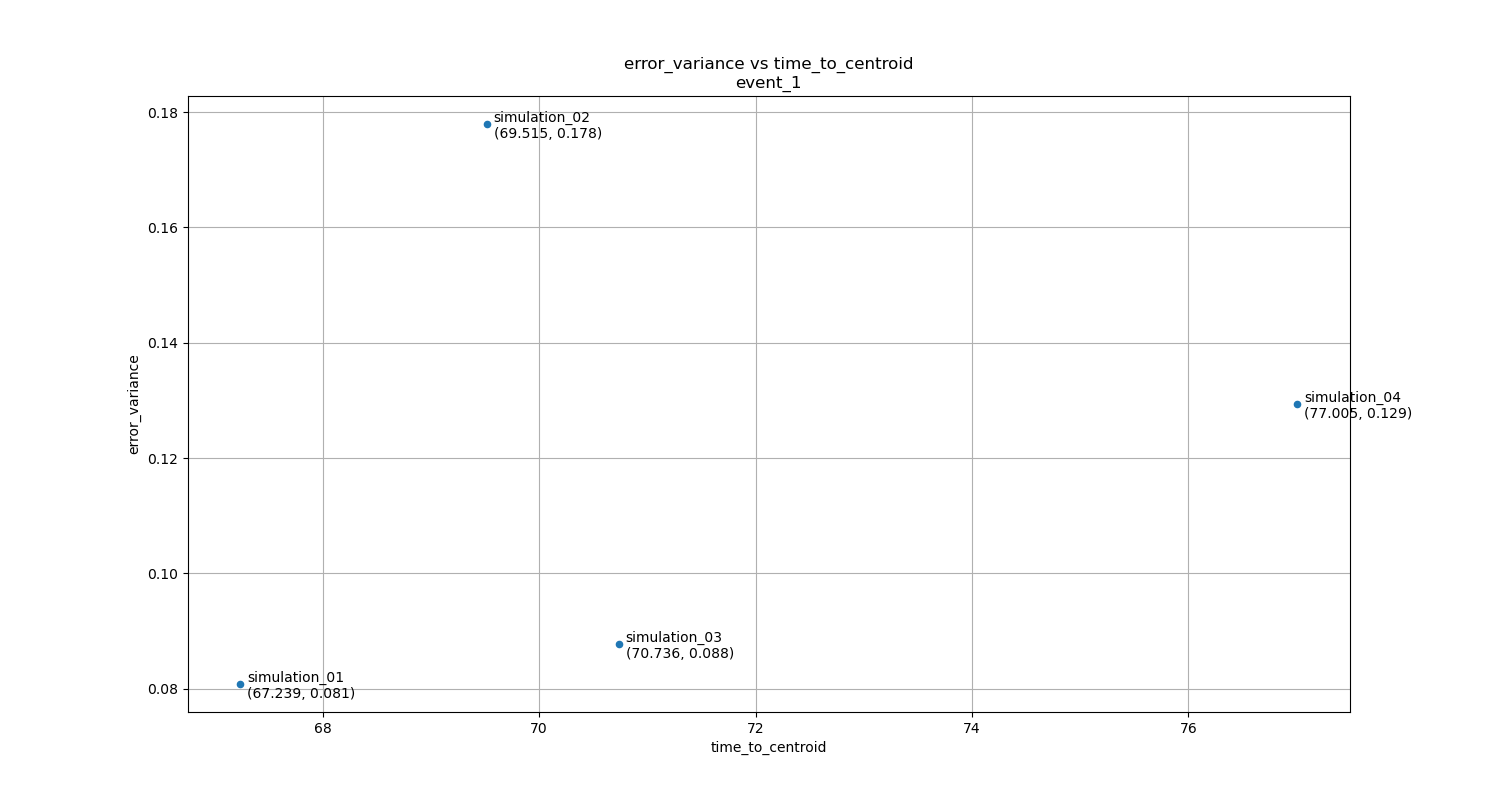 error_variance vs time_to_centroid
event_1
0.18
simulation_02
(69.515, 0.178)
0.16
0.14
simulation_04
(77.005, 0.129)
error_variance
0.12
0.10
simulation_03
(70.736, 0.088)
simulation_01
(67.239, 0.081)
0.08
68 70 72 74 76
time_to_centroid